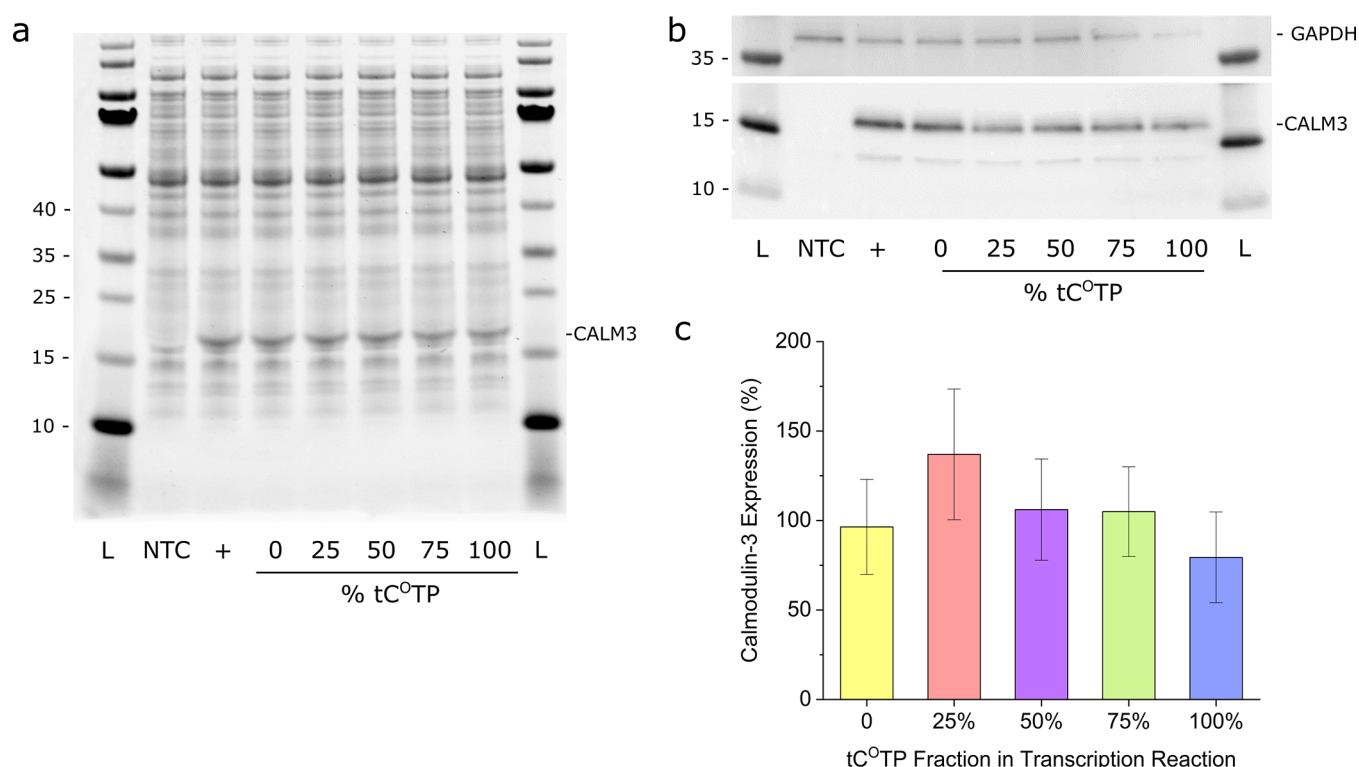 a
40 -
35 -
25 -
15 -
10 -
-CALM3
L NTC + 0 25 50 75 100 L
% tCᴼTP
b
35 -
- GAPDH
15 -
-CALM3
10 -
L NTC + 0 25 50 75 100 L
% tCᴼTP
c
Calmodulin-3 Expression (%)
200
150
100
50
0
0 25% 50% 75% 100%
tCᴼTP Fraction in Transcription Reaction